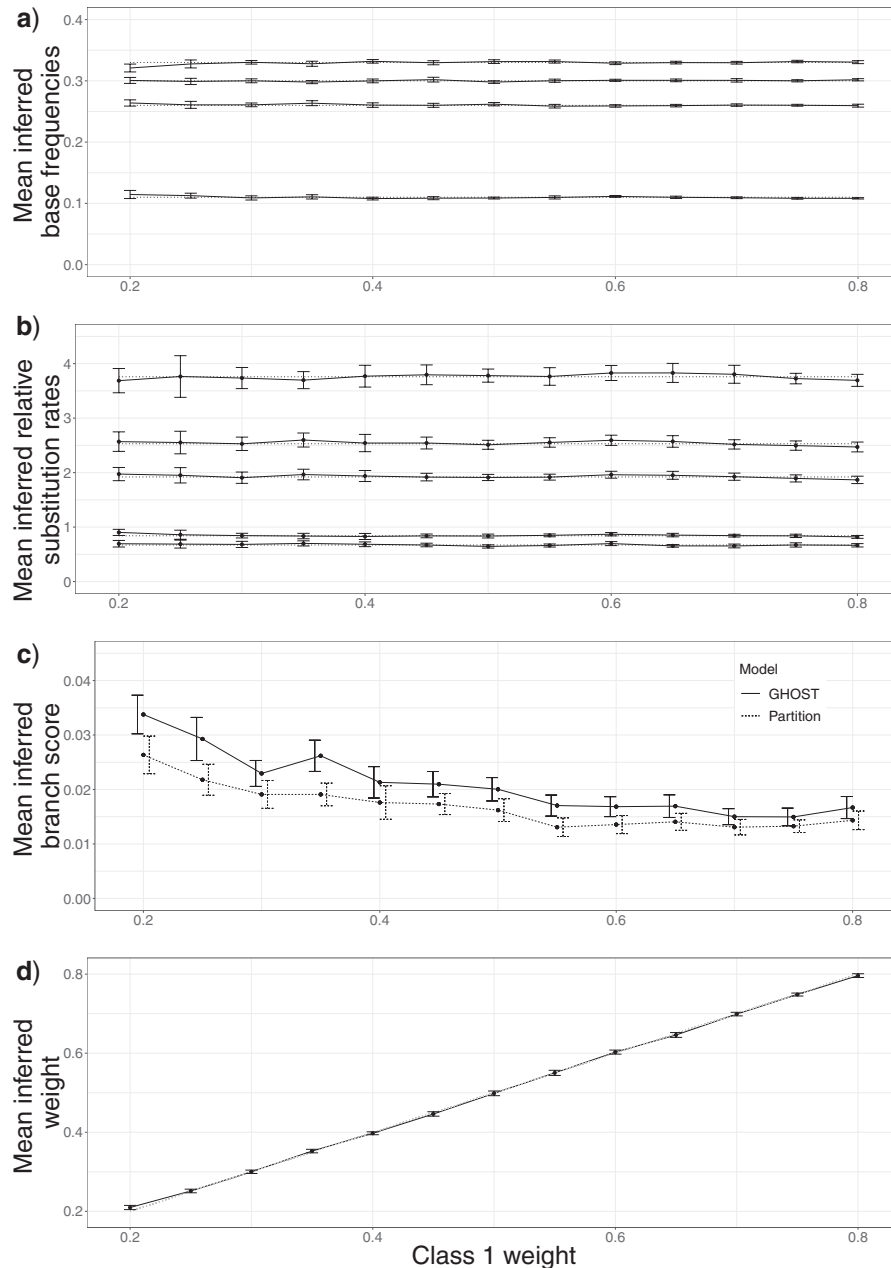 a)
Mean inferred
base frequencies
0.4
0.3
0.2
0.1
0.0
0.2
0.4
0.6
0.8
b)
Mean inferred relative
substitution rates
4
3
2
1
0
0.2
0.4
0.6
0.8
c)
Mean inferred
branch score
0.04
0.03
0.02
0.01
0.00
Model
GHOST
Partition
0.2
0.4
0.6
0.8
d)
Mean inferred
weight
0.8
0.6
0.4
0.2
0.2
0.4
0.6
0.8
Class 1 weight